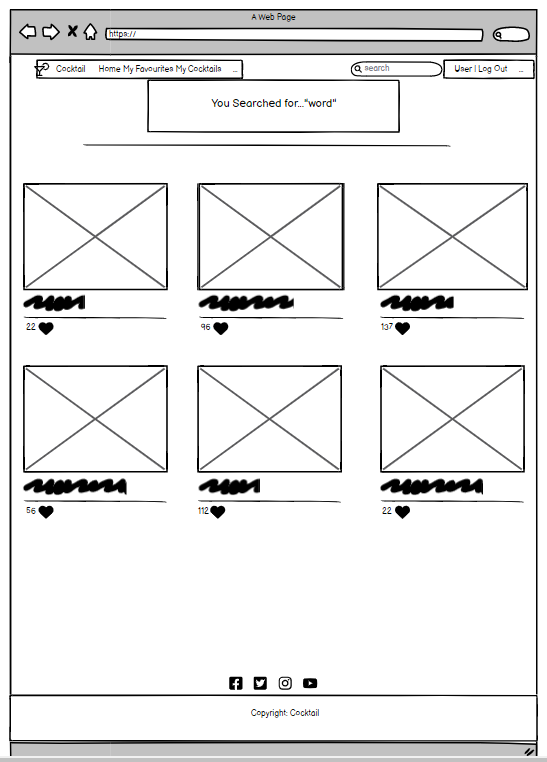 A Web Page
https://
Cocktail Home My Favourites My Cocktails ... search User | Log Out ...
You Searched for..."word"
22 96 137
56 112 22
Copyright: Cocktail